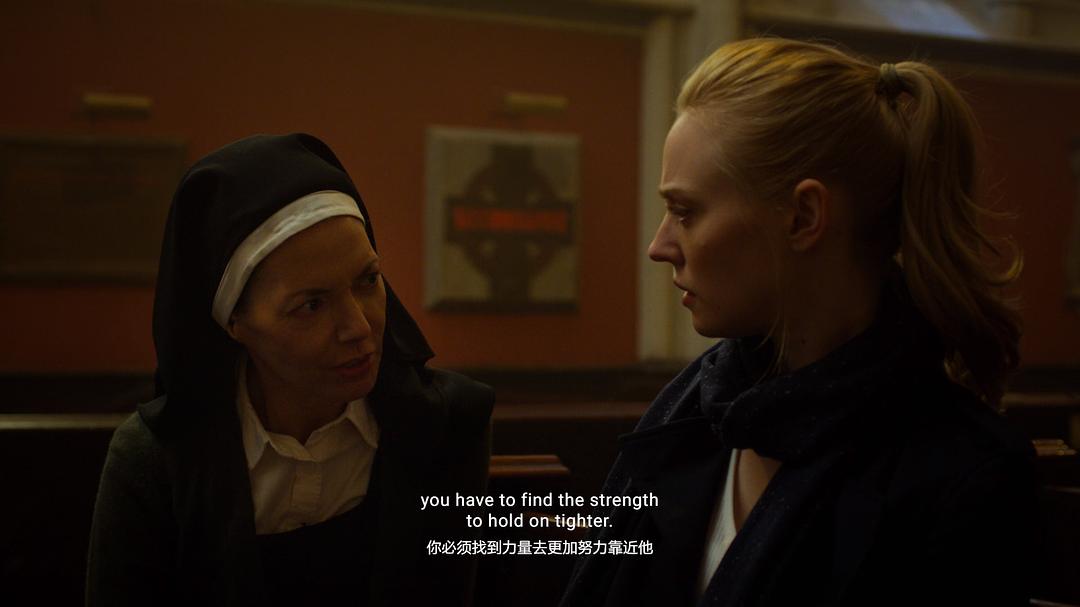 you have to find the strength
to hold on tighter.
你必须找到力量去更加努力靠近他